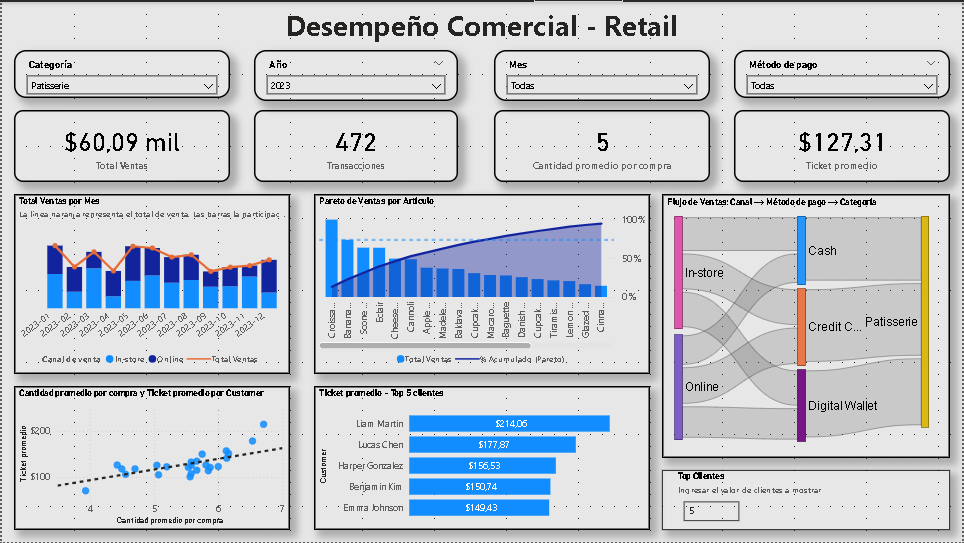 Desempeño Comercial - Retail
Categoría
Patisserie
Año
2023
Mes
Todas
Método de pago
Todas
$60,09 mil
Total Ventas
472
Transacciones
5
Cantidad promedio por compra
$127,31
Ticket promedio
Total Ventas por Mes
La línea naranja representa el total de venta. Las barras la participac...
2023-01
2023-02
2023-03
2023-04
2023-05
2023-06
2023-07
2023-08
2023-09
2023-10
2023-11
2023-12
Canal de venta In-store Online Total Ventas
Pareto de Ventas por Articulo
100%
50%
0%
Croissa...
Banana...
Scone...
Eclair
Cheese...
Cannoli
Apple...
Madele...
Baklava...
Cupcak...
Macaro...
Baguette
Danish...
Cupcak...
Tiramis...
Lemon...
Glazed...
Cinna...
Total Ventas % Acumulado (Pareto)
Flujo de Ventas: Canal → Método de pago → Categoría
In-store
Online
Cash
Credit C...
Digital Wallet
Patisserie
Cantidad promedio por compra y Ticket promedio por Customer
Ticket promedio
$200
$100
4
5
6
7
Cantidad promedio por compra
Ticket promedio - Top 5 clientes
Customer
Liam Martin $214,06
Lucas Chen $177,87
Harper Gonzalez $156,53
Benjamin Kim $150,74
Emma Johnson $149,43
Top Clientes
Ingresar el valor de clientes a mostrar
5